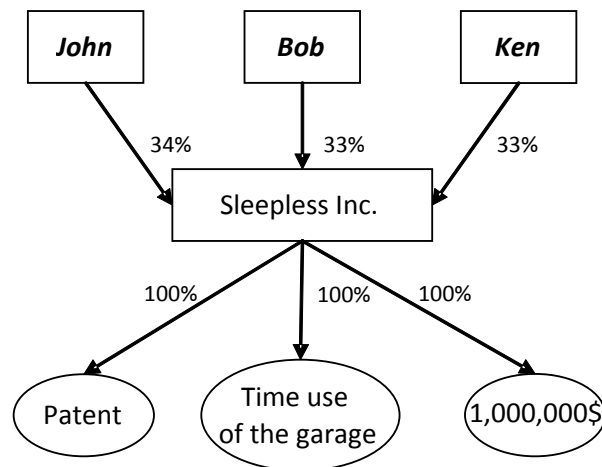 John
Bob
Ken
34%
33%
33%
Sleepless Inc.
100%
100%
100%
Patent
Time use
of the garage
1,000,000$